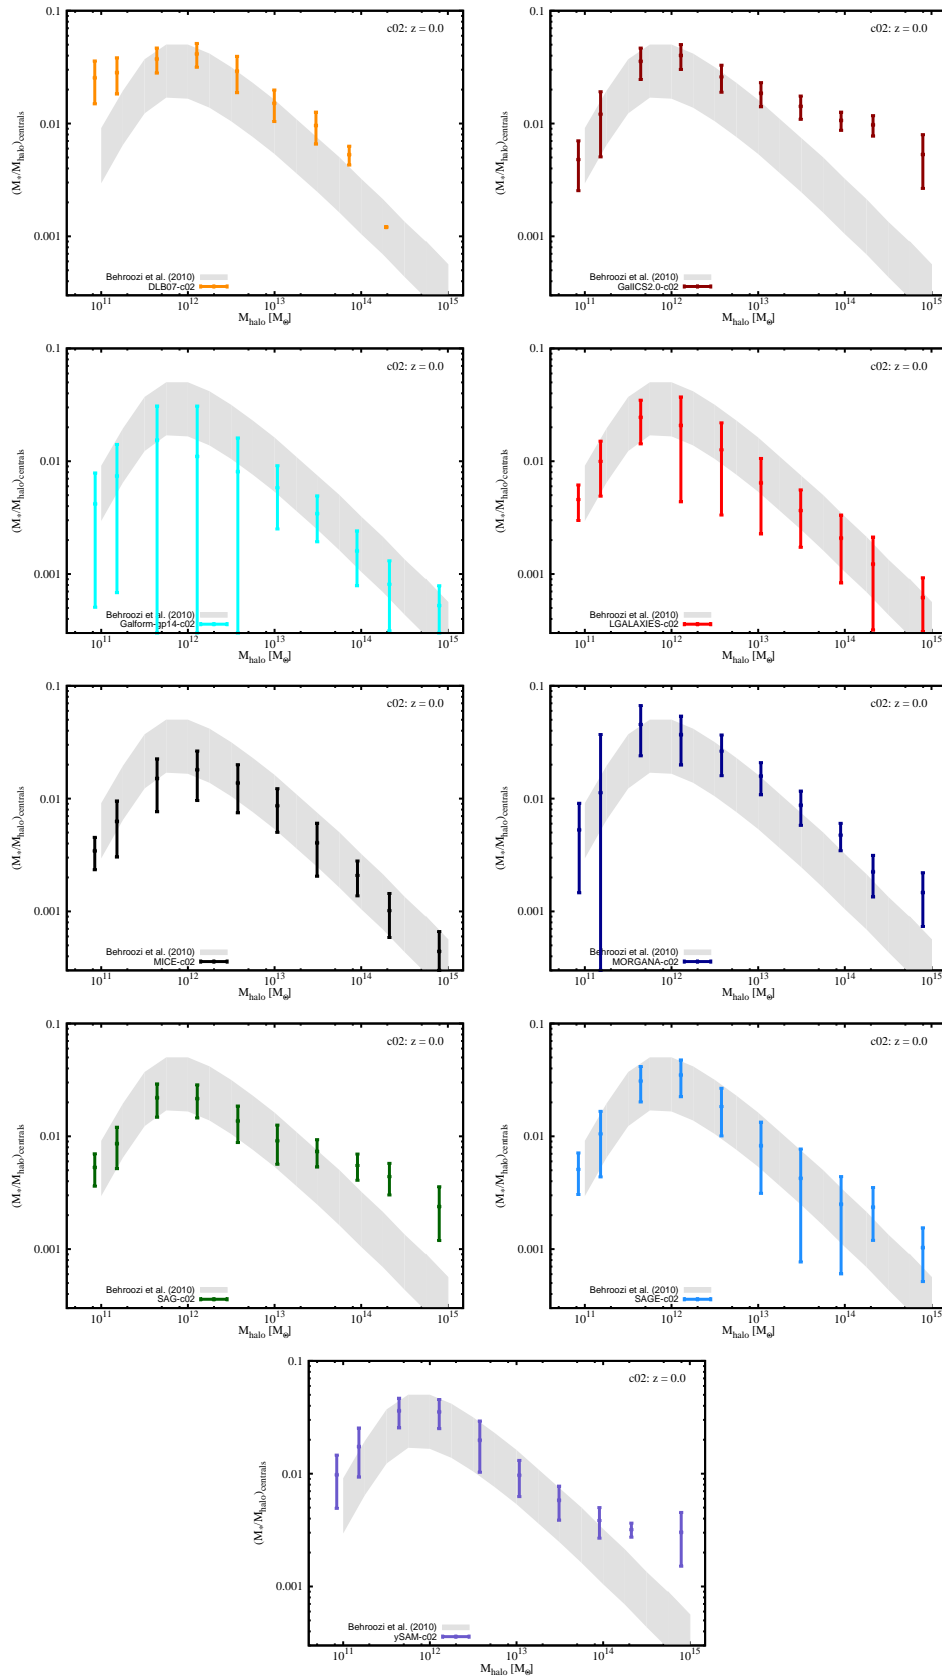 0.1
c02: z = 0.0
0.01
0.001
(M*/Mhalo)centrals
Behroozi et al. (2010)
DLB07-c02
10^11 10^12 10^13 10^14 10^15
Mhalo [M⊙]
0.1
c02: z = 0.0
0.01
0.001
(M*/Mhalo)centrals
Behroozi et al. (2010)
GalICS2.0-c02
10^11 10^12 10^13 10^14 10^15
Mhalo [M⊙]
0.1
c02: z = 0.0
0.01
0.001
(M*/Mhalo)centrals
Behroozi et al. (2010)
Galform-gp14-c02
10^11 10^12 10^13 10^14 10^15
Mhalo [M⊙]
0.1
c02: z = 0.0
0.01
0.001
(M*/Mhalo)centrals
Behroozi et al. (2010)
LGALAXIES-c02
10^11 10^12 10^13 10^14 10^15
Mhalo [M⊙]
0.1
c02: z = 0.0
0.01
0.001
(M*/Mhalo)centrals
Behroozi et al. (2010)
MICE-c02
10^11 10^12 10^13 10^14 10^15
Mhalo [M⊙]
0.1
c02: z = 0.0
0.01
0.001
(M*/Mhalo)centrals
Behroozi et al. (2010)
MORGANA-c02
10^11 10^12 10^13 10^14 10^15
Mhalo [M⊙]
0.1
c02: z = 0.0
0.01
0.001
(M*/Mhalo)centrals
Behroozi et al. (2010)
SAG-c02
10^11 10^12 10^13 10^14 10^15
Mhalo [M⊙]
0.1
c02: z = 0.0
0.01
0.001
(M*/Mhalo)centrals
Behroozi et al. (2010)
SAGE-c02
10^11 10^12 10^13 10^14 10^15
Mhalo [M⊙]
0.1
c02: z = 0.0
0.01
0.001
(M*/Mhalo)centrals
Behroozi et al. (2010)
ySAM-c02
10^11 10^12 10^13 10^14 10^15
Mhalo [M⊙]